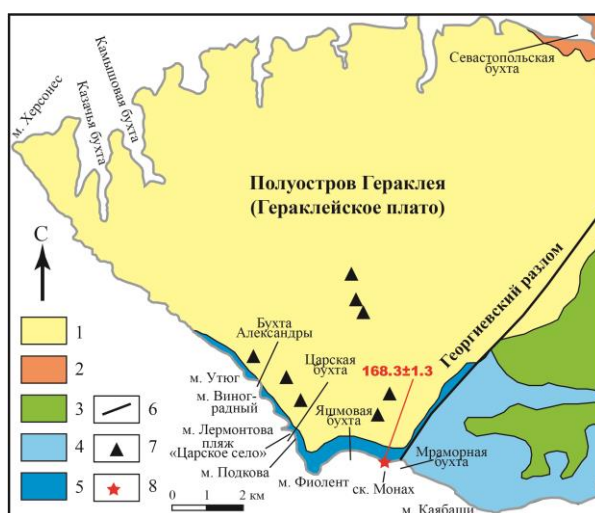 Севастопольская
бухта
м. Херсонес
Казачья бухта
Камышовая бухта
Полуостров Гераклея
(Гераклейское плато)
С
Георгиевский разлом
Бухта
Александры
Царская
бухта
168.3±1.3
м. Утюг
м. Виног-
радный
Яшмовая
бухта
м. Лермонтова
пляж
«Царское село»
м. Подкова
м. Фиолент
Мраморная
бухта
ск. Монах
м. Каябаши
1
2
3
4
5
6
7
8
0 1 2 км